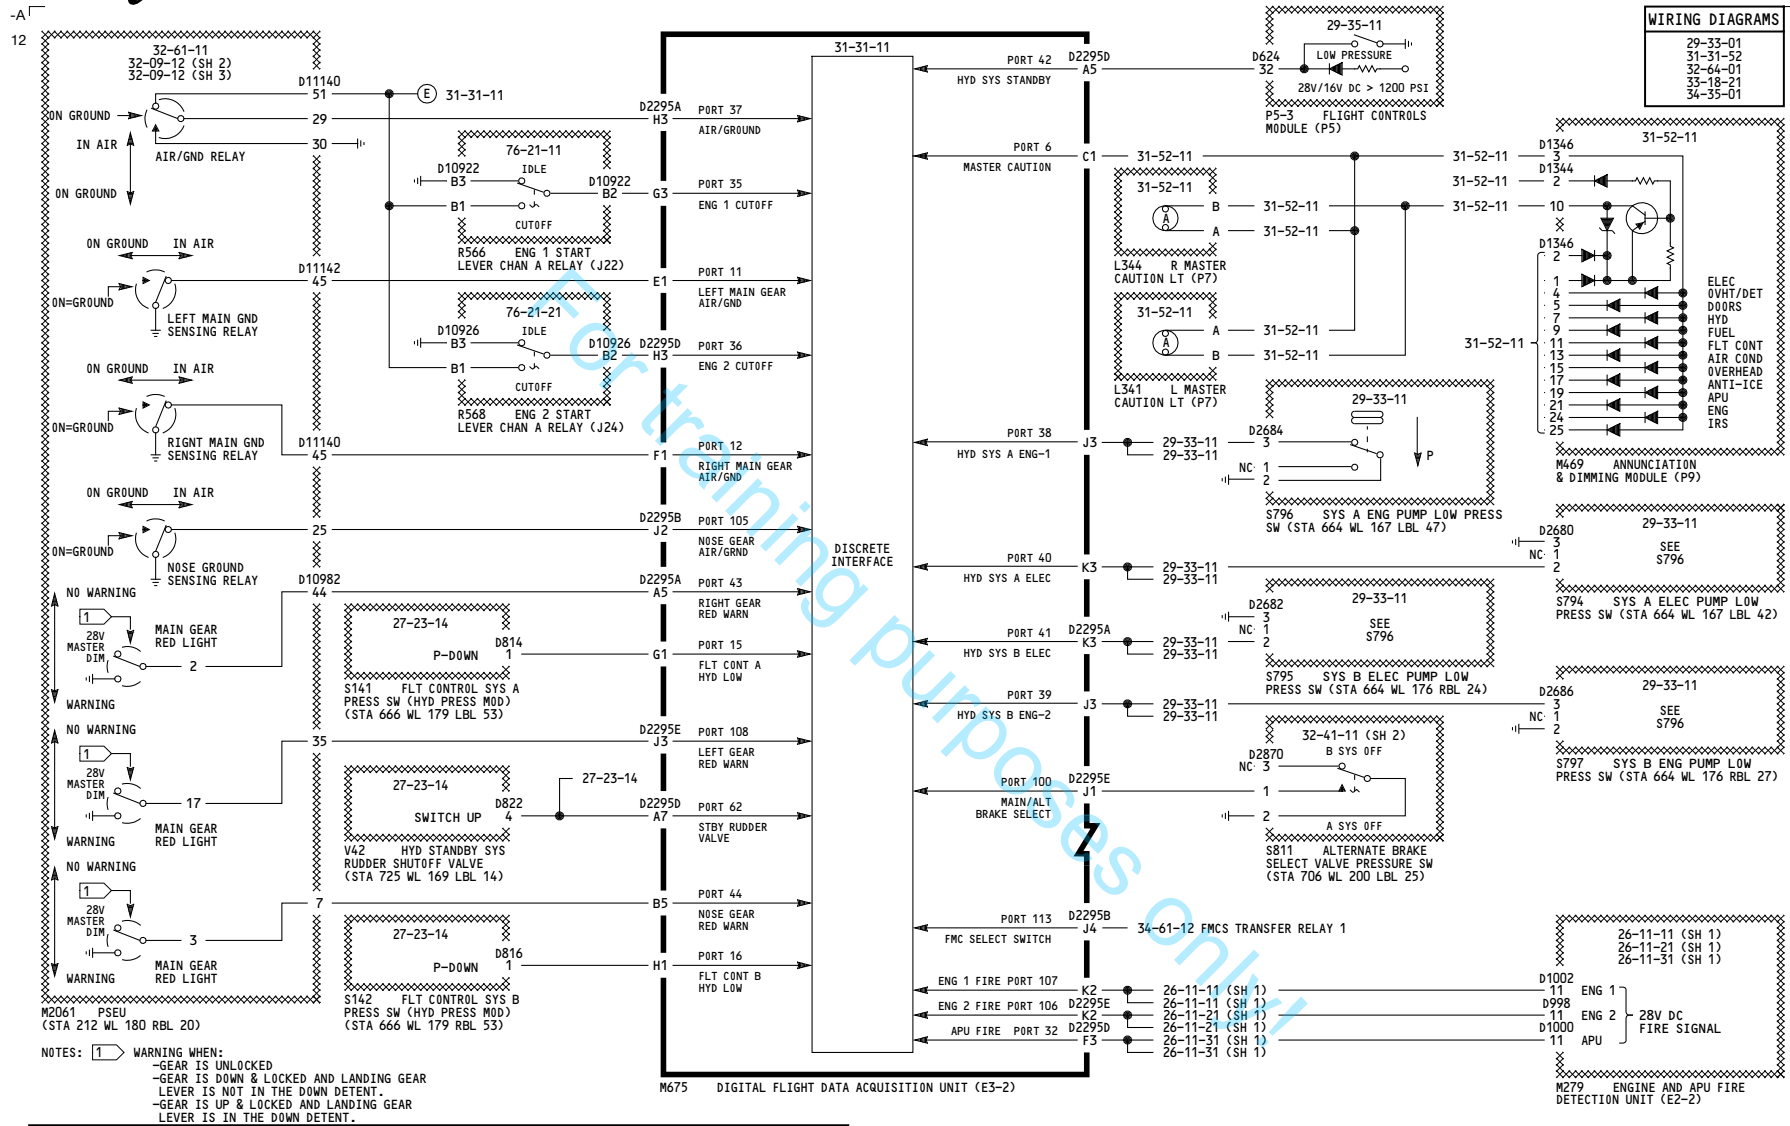 -A
12
32-61-11
32-09-12 (SH 2)
32-09-12 (SH 3)
D11140
51
E 31-31-11
ON GROUND
29
IN AIR
30
AIR/GND RELAY
ON GROUND
ON GROUND IN AIR
D11142
45
ON=GROUND
LEFT MAIN GND
SENSING RELAY
ON GROUND IN AIR
ON=GROUND
RIGHT MAIN GND
SENSING RELAY
D11140
45
ON GROUND IN AIR
25
ON=GROUND
NOSE GROUND
SENSING RELAY
D10982
44
NO WARNING
1
28V
MASTER
DIM
MAIN GEAR
RED LIGHT
2
WARNING
NO WARNING
1
35
28V
MASTER
DIM
17
MAIN GEAR
RED LIGHT
WARNING
NO WARNING
1
7
28V
MASTER
DIM
3
MAIN GEAR
RED LIGHT
WARNING
M2061 PSEU
(STA 212 WL 180 RBL 20)
NOTES: 1 WARNING WHEN:
-GEAR IS UNLOCKED
-GEAR IS DOWN & LOCKED AND LANDING GEAR
LEVER IS NOT IN THE DOWN DETENT.
-GEAR IS UP & LOCKED AND LANDING GEAR
LEVER IS IN THE DOWN DETENT.
76-21-11
D10922
B3
IDLE
D10922
B2
B1
CUTOFF
R566 ENG 1 START
LEVER CHAN A RELAY (J22)
76-21-21
D10926
B3
IDLE
D10926
B2
B1
CUTOFF
R568 ENG 2 START
LEVER CHAN A RELAY (J24)
27-23-14
D814
P-DOWN 1
S141 FLT CONTROL SYS A
PRESS SW (HYD PRESS MOD)
(STA 666 WL 179 LBL 53)
27-23-14
27-23-14
D822
SWITCH UP 4
V42 HYD STANDBY SYS
RUDDER SHUTOFF VALVE
(STA 725 WL 169 LBL 14)
27-23-14
D816
P-DOWN 1
S142 FLT CONTROL SYS B
PRESS SW (HYD PRESS MOD)
(STA 666 WL 179 RBL 53)
31-31-11
D2295A
H3
PORT 37
AIR/GROUND
G3
PORT 35
ENG 1 CUTOFF
E1
PORT 11
LEFT MAIN GEAR
AIR/GND
D2295D
H3
PORT 36
ENG 2 CUTOFF
F1
PORT 12
RIGHT MAIN GEAR
AIR/GND
D2295B
J2
PORT 105
NOSE GEAR
AIR/GRND
D2295A
A5
PORT 43
RIGHT GEAR
RED WARN
G1
PORT 15
FLT CONT A
HYD LOW
D2295E
J3
PORT 108
LEFT GEAR
RED WARN
D2295D
A7
PORT 62
STBY RUDDER
VALVE
B5
PORT 44
NOSE GEAR
RED WARN
H1
PORT 16
FLT CONT B
HYD LOW
DISCRETE
INTERFACE
M675 DIGITAL FLIGHT DATA ACQUISITION UNIT (E3-2)
PORT 42
HYD SYS STANDBY
D2295D
A5
PORT 6
MASTER CAUTION
C1
31-52-11
PORT 38
HYD SYS A ENG-1
J3
29-33-11
29-33-11
PORT 40
HYD SYS A ELEC
K3
29-33-11
29-33-11
PORT 41
HYD SYS B ELEC
D2295A
K3
29-33-11
29-33-11
PORT 39
HYD SYS B ENG-2
J3
29-33-11
29-33-11
PORT 100
MAIN/ALT
BRAKE SELECT
D2295E
J1
PORT 113
FMC SELECT SWITCH
D2295B
J4
34-61-12 FMCS TRANSFER RELAY 1
ENG 1 FIRE PORT 107
K2
26-11-11 (SH 1)
26-11-11 (SH 1)
ENG 2 FIRE PORT 106
D2295E
K2
26-11-21 (SH 1)
26-11-21 (SH 1)
APU FIRE PORT 32
D2295D
F3
26-11-31 (SH 1)
26-11-31 (SH 1)
29-35-11
D624
32
LOW PRESSURE
28V/16V DC > 1200 PSI
P5-3 FLIGHT CONTROLS
MODULE (P5)
31-52-11
A
B 31-52-11
A 31-52-11
L344 R MASTER
CAUTION LT (P7)
31-52-11
A
A 31-52-11
B 31-52-11
L341 L MASTER
CAUTION LT (P7)
29-33-11
D2684
3
NC 1
2
P
S796 SYS A ENG PUMP LOW PRESS
SW (STA 664 WL 167 LBL 47)
D2682
3
NC 1
2
29-33-11
SEE
S796
S795 SYS B ELEC PUMP LOW
PRESS SW (STA 664 WL 176 RBL 24)
32-41-11 (SH 2)
B SYS OFF
D2870
NC 3
1
2
A SYS OFF
S811 ALTERNATE BRAKE
SELECT VALVE PRESSURE SW
(STA 706 WL 200 LBL 25)
WIRING DIAGRAMS
29-33-01
31-31-52
32-64-01
33-18-21
34-35-01
31-52-11
31-52-11
D1346
3
31-52-11
D1344
2
31-52-11
10
D1346
2
1
ELEC
4
OVHT/DET
5
DOORS
7
HYD
9
FUEL
31-52-11
11
FLT CONT
13
AIR COND
15
OVERHEAD
17
ANTI-ICE
19
APU
21
ENG
24
IRS
25
M469 ANNUNCIATION
& DIMMING MODULE (P9)
D2680
3
NC 1
2
29-33-11
SEE
S796
S794 SYS A ELEC PUMP LOW
PRESS SW (STA 664 WL 167 LBL 42)
D2686
3
NC 1
2
29-33-11
SEE
S796
S797 SYS B ENG PUMP LOW
PRESS SW (STA 664 WL 176 RBL 27)
26-11-11 (SH 1)
26-11-21 (SH 1)
26-11-31 (SH 1)
D1002
11 ENG 1
D998
11 ENG 2
D1000
11 APU
28V DC
FIRE SIGNAL
M279 ENGINE AND APU FIRE
DETECTION UNIT (E2-2)
For training purposes only!